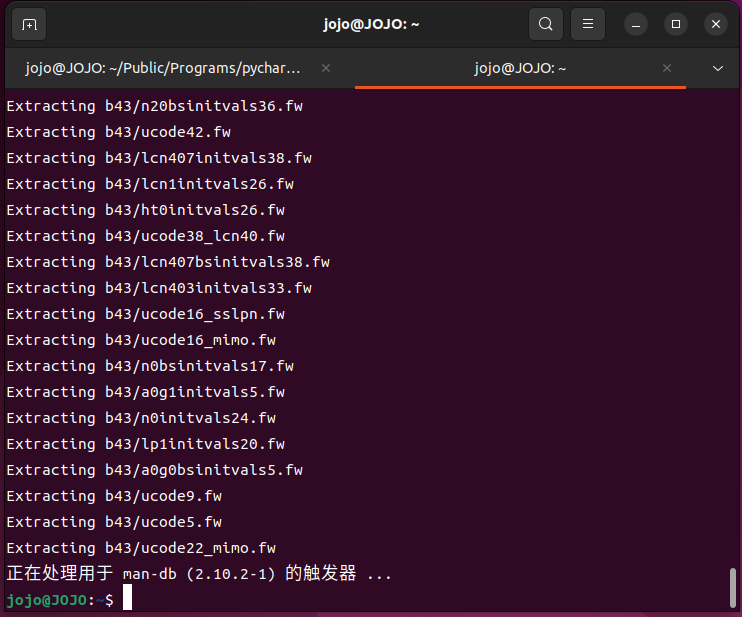 jojo@JOJO: ~
jojo@JOJO: ~/Public/Programs/pychar...
jojo@JOJO: ~
Extracting b43/n20bsinitvals36.fw
Extracting b43/ucode42.fw
Extracting b43/lcn407initvals38.fw
Extracting b43/lcn1initvals26.fw
Extracting b43/ht0initvals26.fw
Extracting b43/ucode38_lcn40.fw
Extracting b43/lcn407bsinitvals38.fw
Extracting b43/lcn403initvals33.fw
Extracting b43/ucode16_sslpn.fw
Extracting b43/ucode16_mimo.fw
Extracting b43/n0bsinitvals17.fw
Extracting b43/a0g1initvals5.fw
Extracting b43/n0initvals24.fw
Extracting b43/lp1initvals20.fw
Extracting b43/a0g0bsinitvals5.fw
Extracting b43/ucode9.fw
Extracting b43/ucode5.fw
Extracting b43/ucode22_mimo.fw
正在处理用于 man-db (2.10.2-1) 的触发器 ...
jojo@JOJO:~$